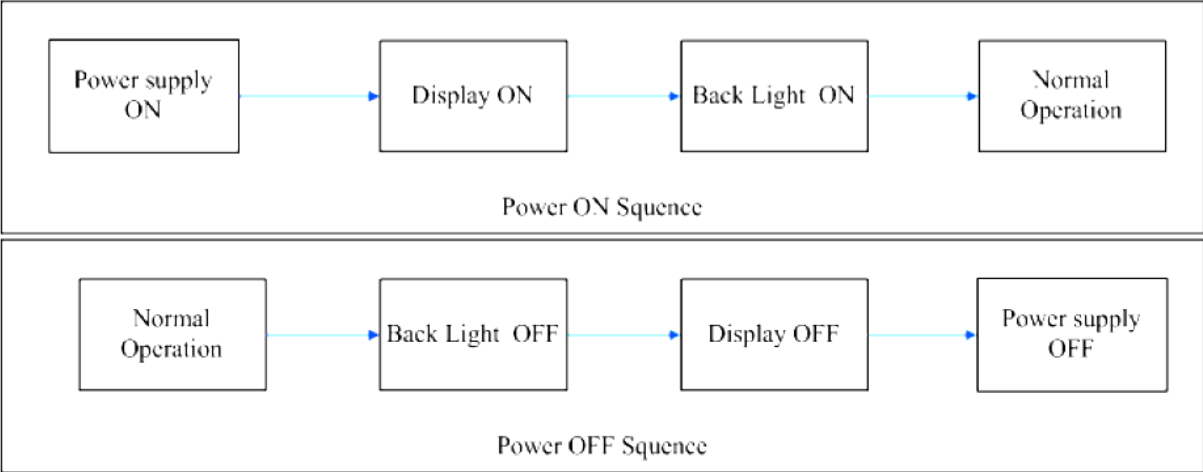 Power supply
ON
Display ON
Back Light ON
Normal
Operation
Power ON Squence
Normal
Operation
Back Light OFF
Display OFF
Power supply
OFF
Power OFF Squence